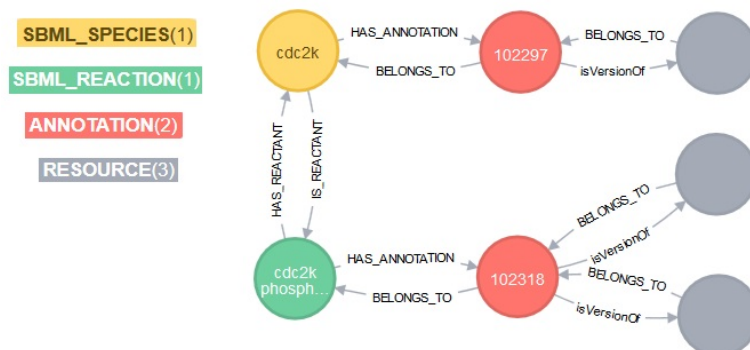 SBML_SPECIES(1)
SBML_REACTION(1)
ANNOTATION(2)
RESOURCE(3)
cdc2k
HAS_ANNOTATION
BELONGS_TO
102297
BELONGS_TO
isVersionOf
HAS_REACTANT
IS_REACTANT
cdc2k
phosph...
HAS_ANNOTATION
BELONGS_TO
102318
BELONGS_TO
isVersionOf
BELONGS_TO
isVersionOf